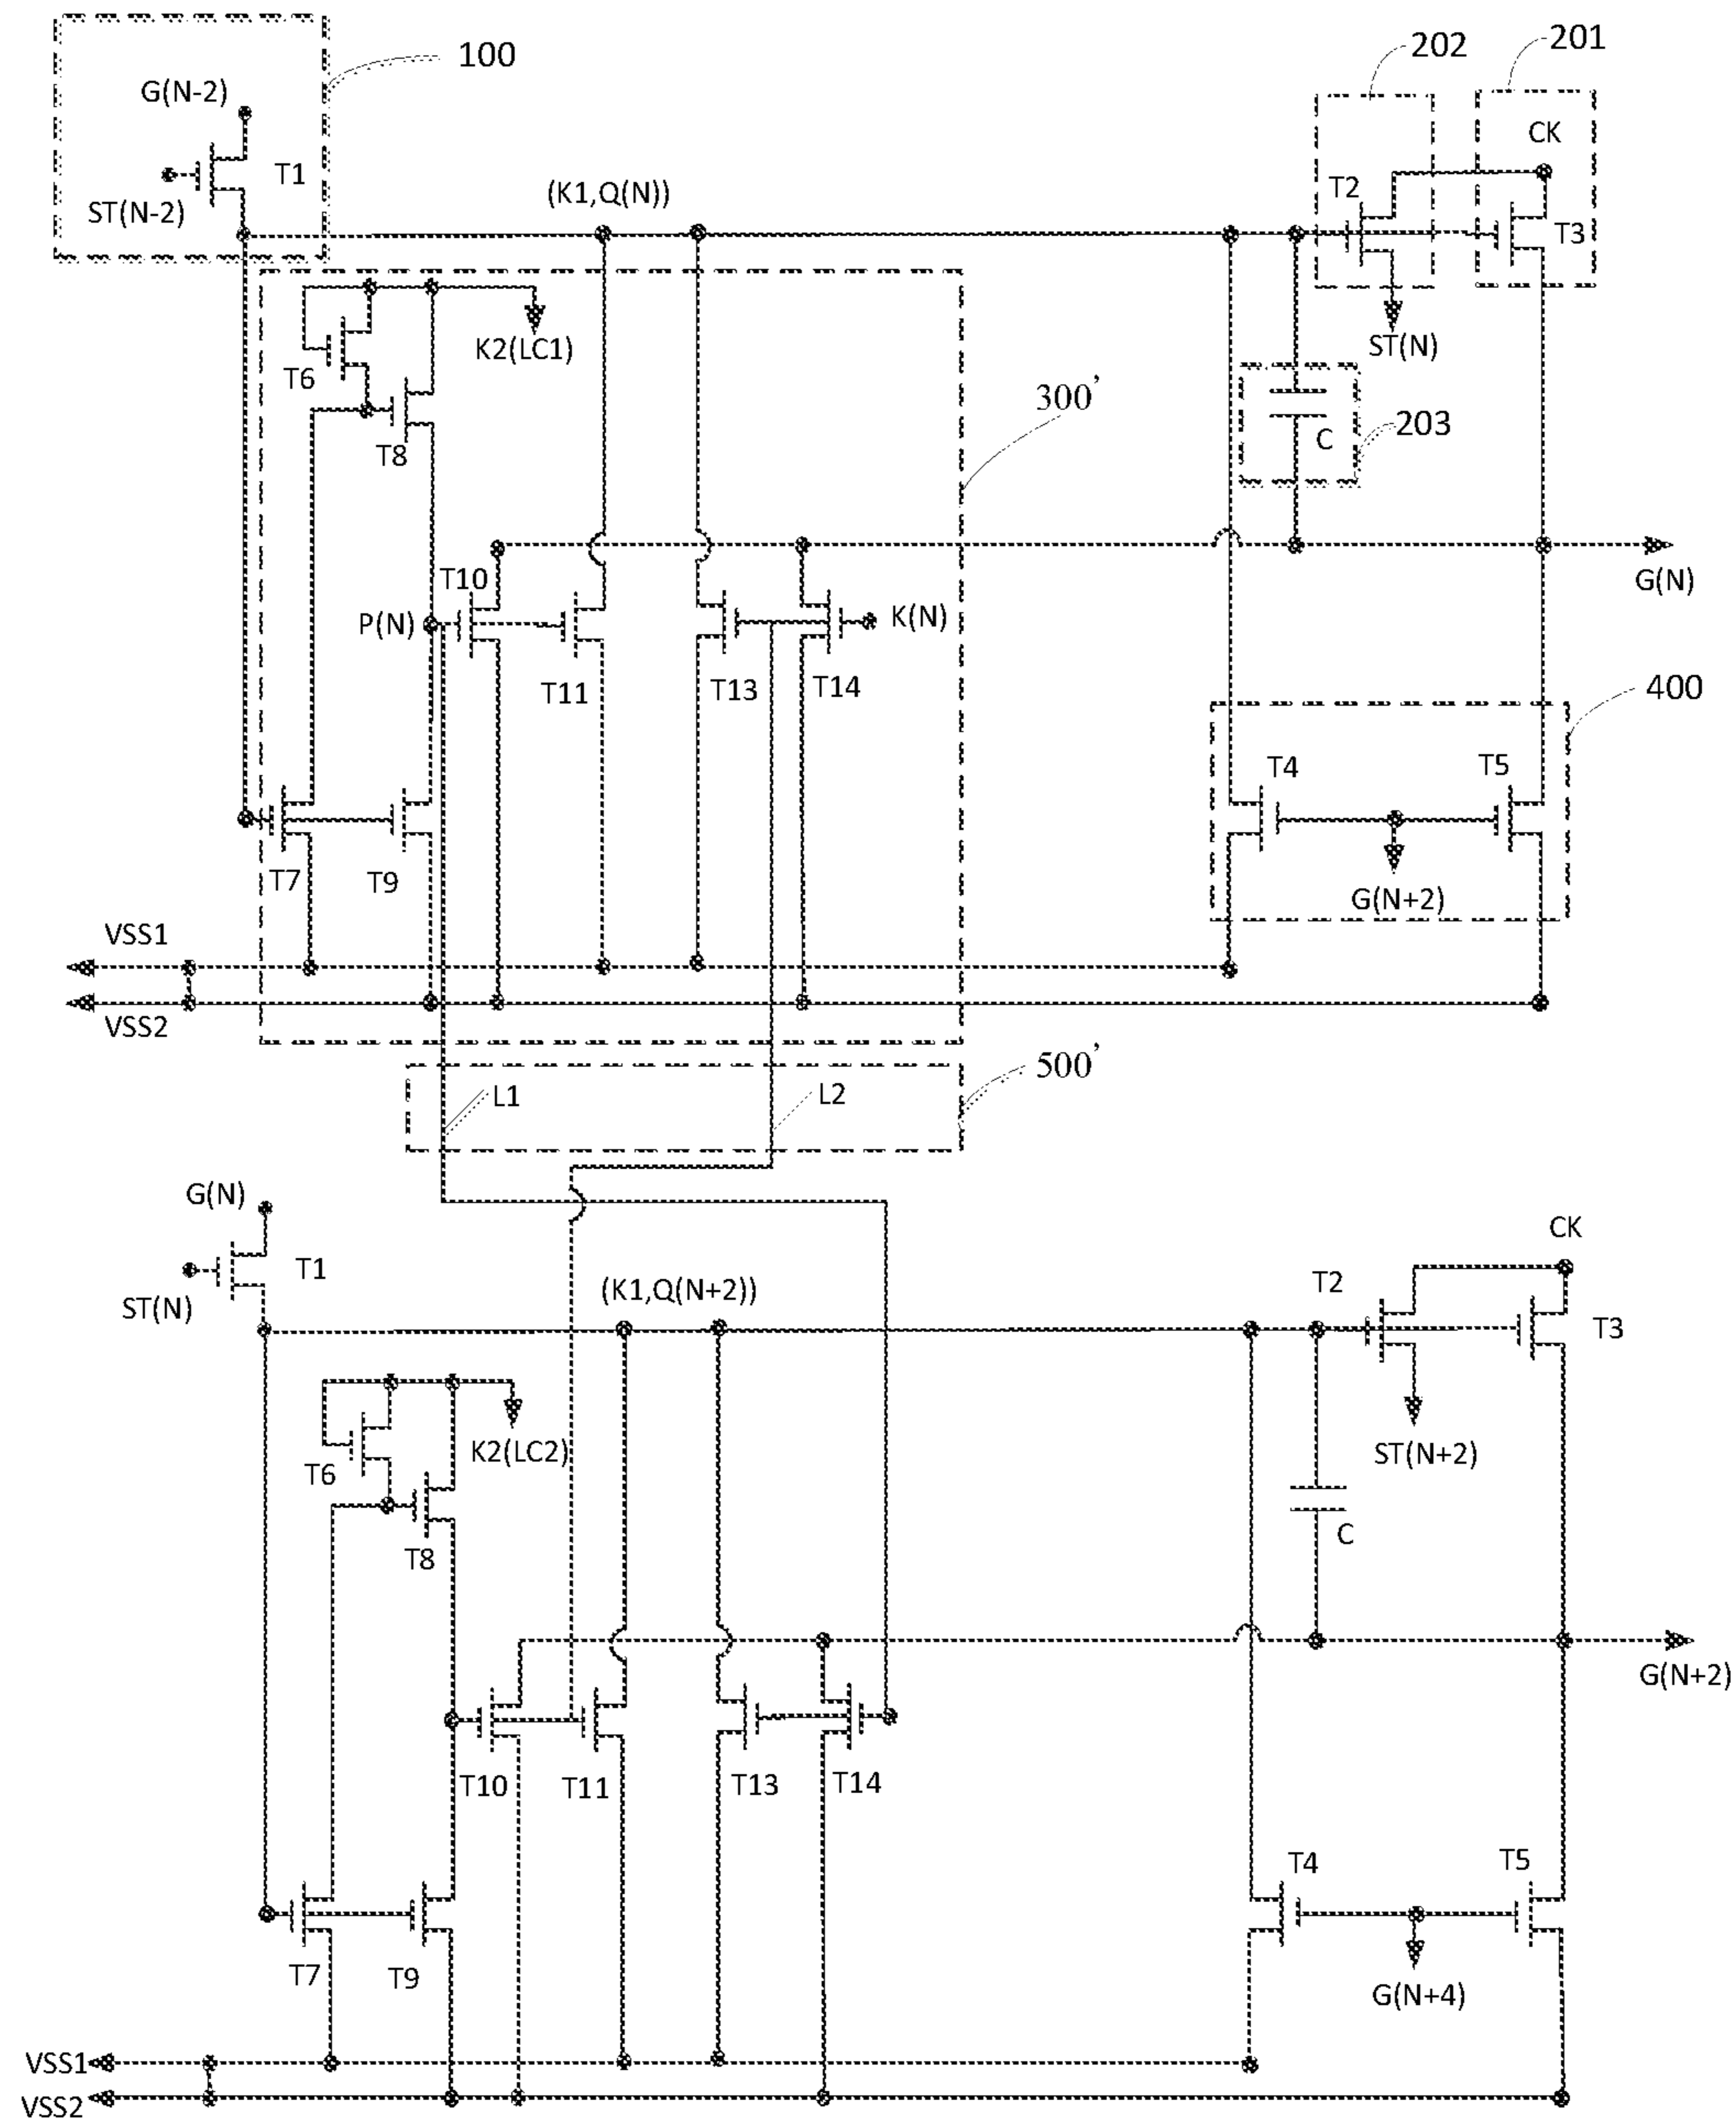 100
202
201
G(N-2)
CK
T1
ST(N-2)
(K1,Q(N))
T2
T3
K2(LC1)
ST(N)
T6
300'
T8
C
203
T10
G(N)
P(N)
K(N)
T11
T13
T14
400
T4
T5
T7
T9
G(N+2)
VSS1
VSS2
500'
L1
L2
G(N)
CK
T1
T2
ST(N)
(K1,Q(N+2))
T3
K2(LC2)
T6
ST(N+2)
C
T8
G(N+2)
T10
T11
T13
T14
T4
T5
T7
T9
G(N+4)
VSS1
VSS2